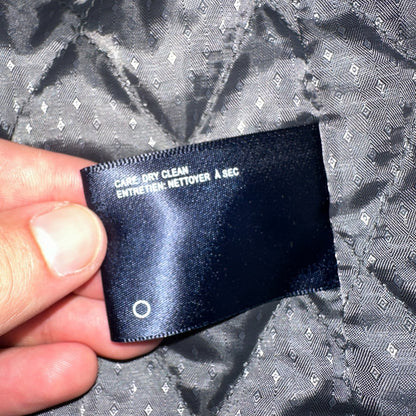 CARE: DRY CLEAN
ENTRETIEN: NETTOYER À SEC